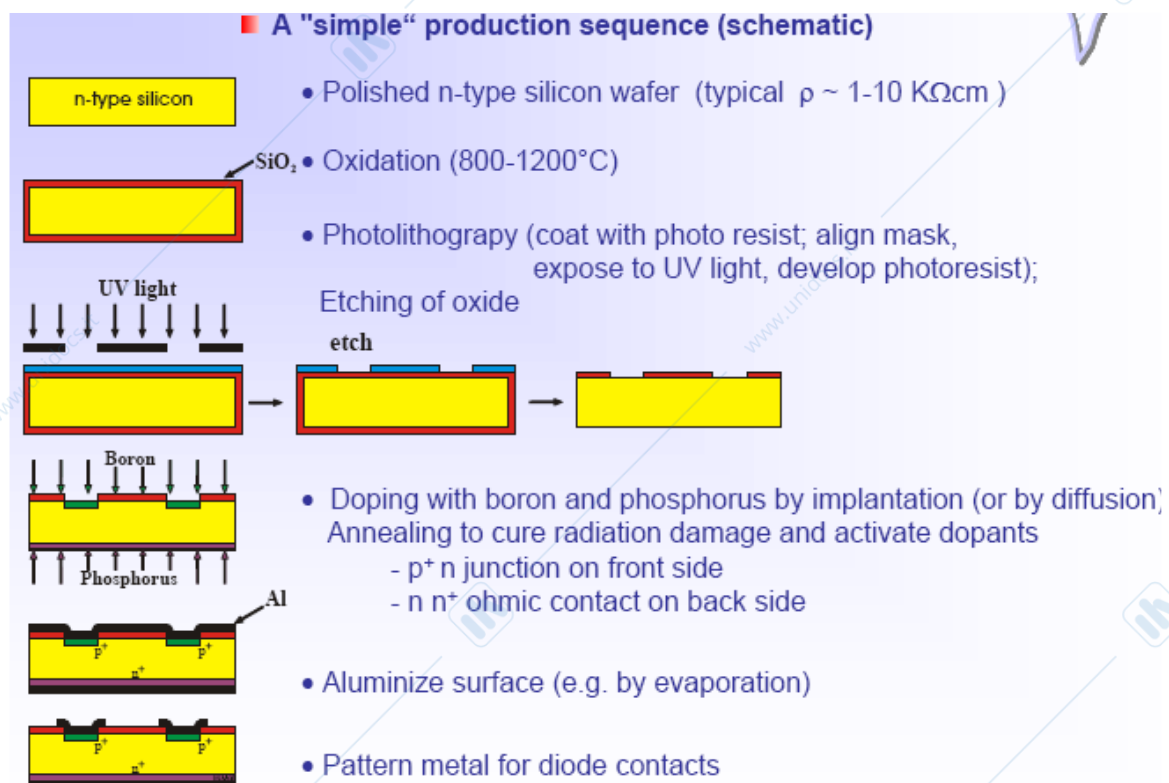 A "simple“ production sequence (schematic)
n-type silicon
• Polished n-type silicon wafer (typical ρ ~ 1-10 KΩcm )
SiO₂
• Oxidation (800-1200°C)
• Photolithograpy (coat with photo resist; align mask,
expose to UV light, develop photoresist);
Etching of oxide
UV light
etch
Boron
Phosphorus
• Doping with boron and phosphorus by implantation (or by diffusion)
Annealing to cure radiation damage and activate dopants
- p⁺ n junction on front side
- n n⁺ ohmic contact on back side
Al
p⁺ p⁺
n⁺
• Aluminize surface (e.g. by evaporation)
p⁺ p⁺
n⁺
• Pattern metal for diode contacts